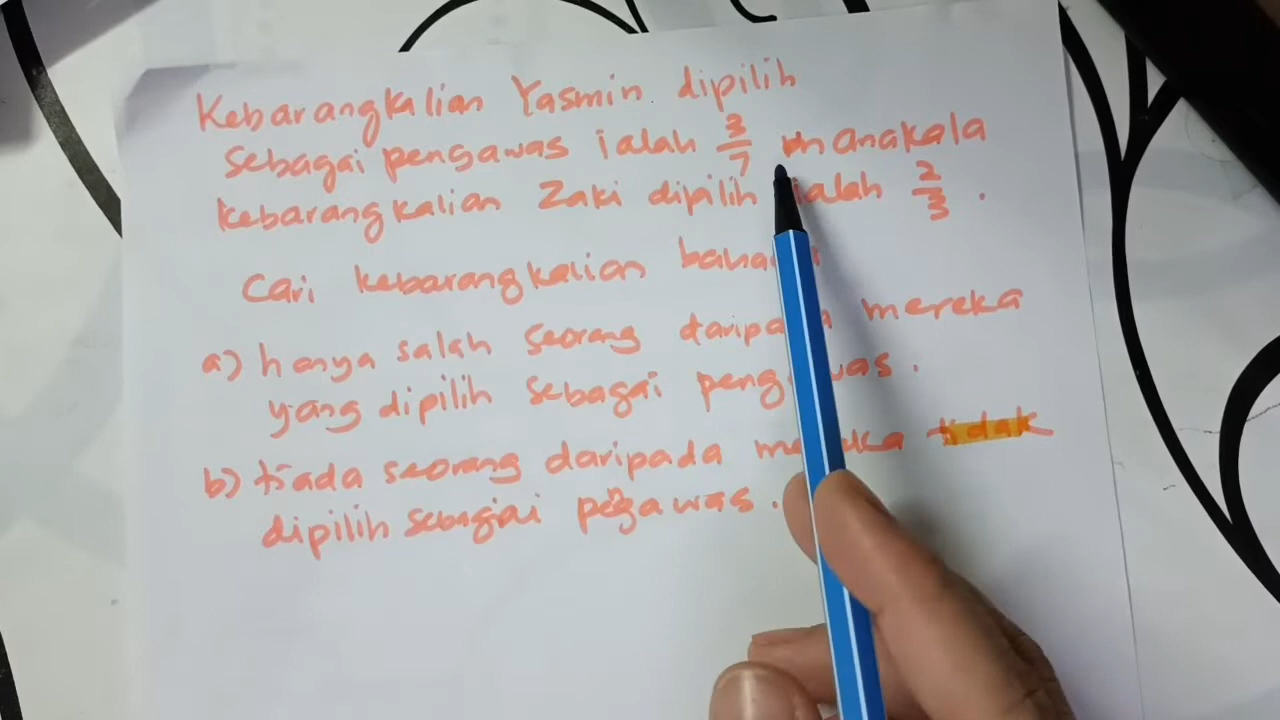 Kebarangkalian Yasmin dipilih
sebagai pengawas ialah 3/7 manakala
kebarangkalian Zaki dipilih ialah 2/3.
Cari kebarangkalian
a) hanya salah seorang daripada mereka
yang dipilih sebagai pengawas.
b) tiada seorang daripada mereka tidak
dipilih sebagai pegawas.